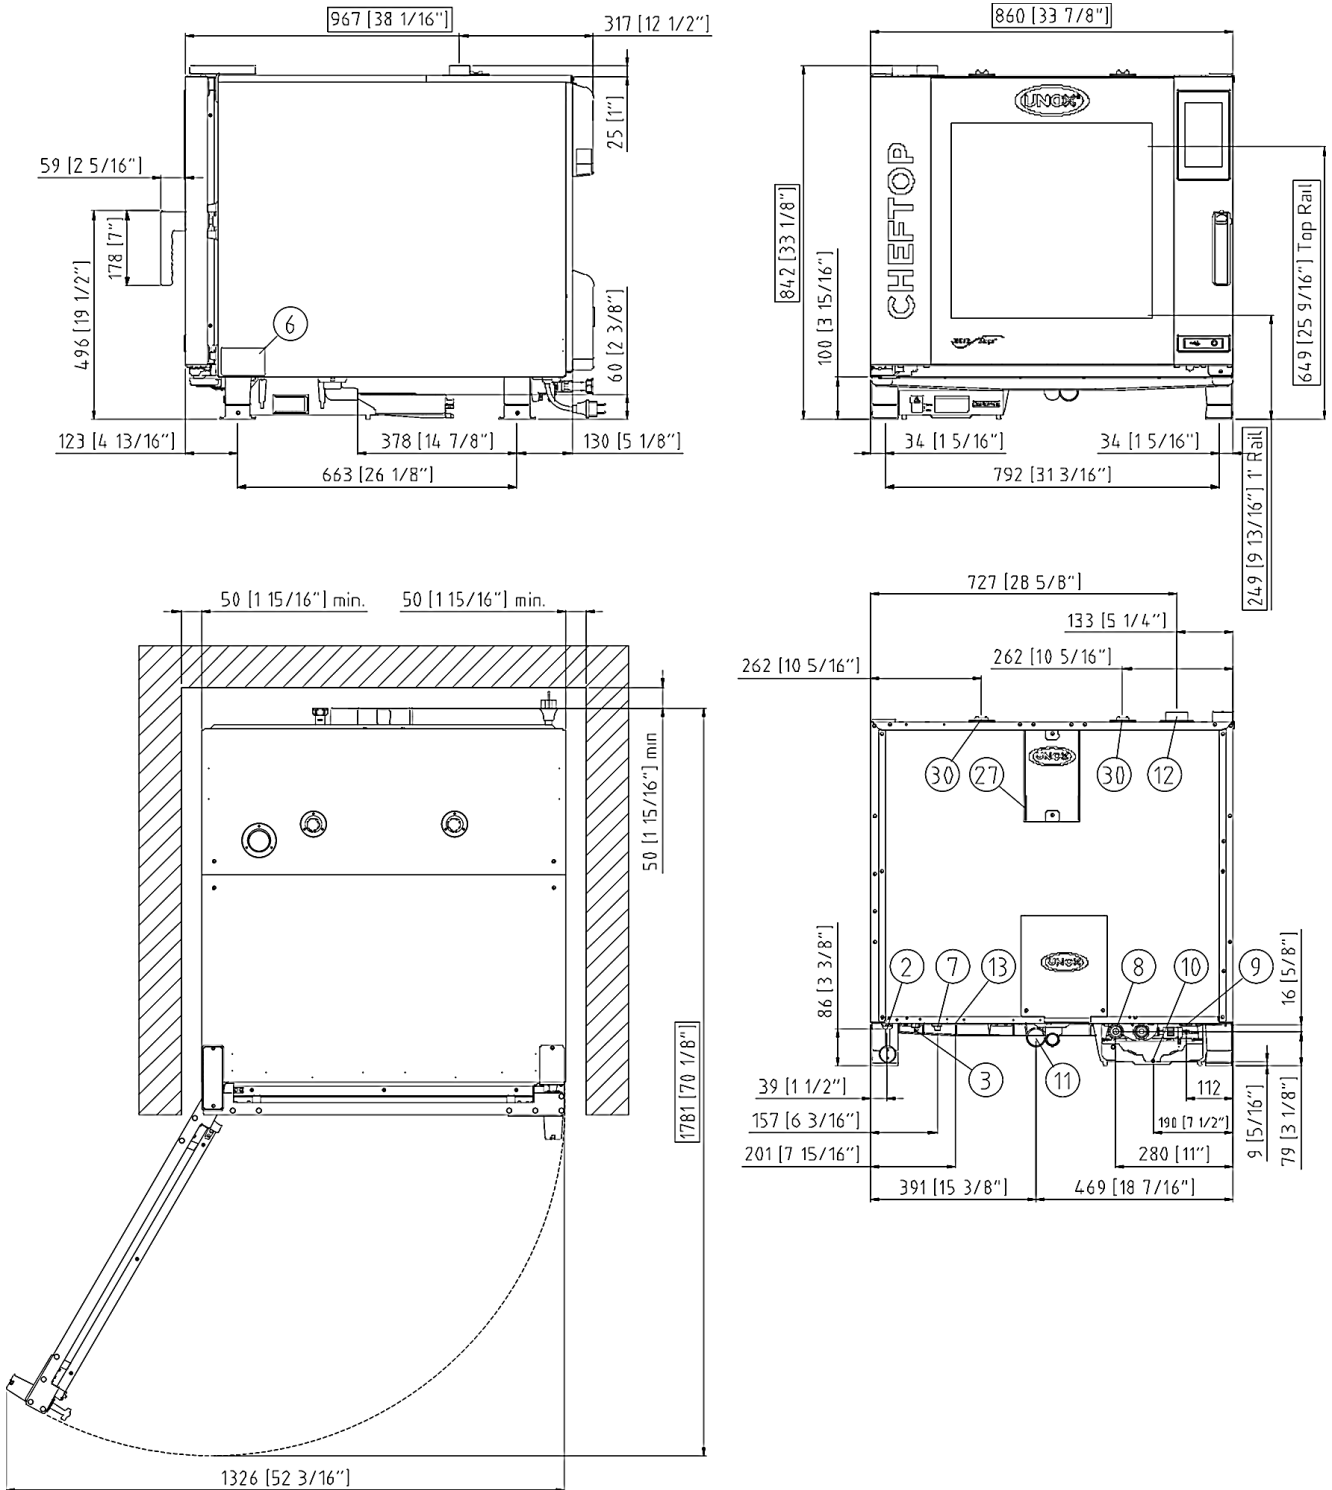 967 [38 1/16"]
317 [12 1/2"]
25 [1"]
59 [2 5/16"]
178 [7"]
496 [19 1/2"]
6
60 [2 3/8"]
123 [4 13/16"]
378 [14 7/8"]
130 [5 1/8"]
663 [26 1/8"]
860 [33 7/8"]
UNOX
CHEFTOP
842 [33 1/8"]
100 [3 15/16"]
649 [25 9/16"] Top Rail
34 [1 5/16"]
34 [1 5/16"]
792 [31 3/16"]
249 [9 13/16"] 1' Rail
50 [1 15/16"] min.
50 [1 15/16"] min.
50 [1 15/16"] min
1781 [70 1/8"]
1326 [52 3/16"]
727 [28 5/8"]
133 [5 1/4"]
262 [10 5/16"]
262 [10 5/16"]
UNOX
30
27
30
12
86 [3 3/8"]
2
7
13
UNOX
8
10
9
16 [5/8"]
3
11
39 [1 1/2"]
112
157 [6 3/16"]
190 [7 1/2"]
201 [7 15/16"]
280 [11"]
9 [5/16"]
79 [3 1/8"]
391 [15 3/8"]
469 [18 7/16"]